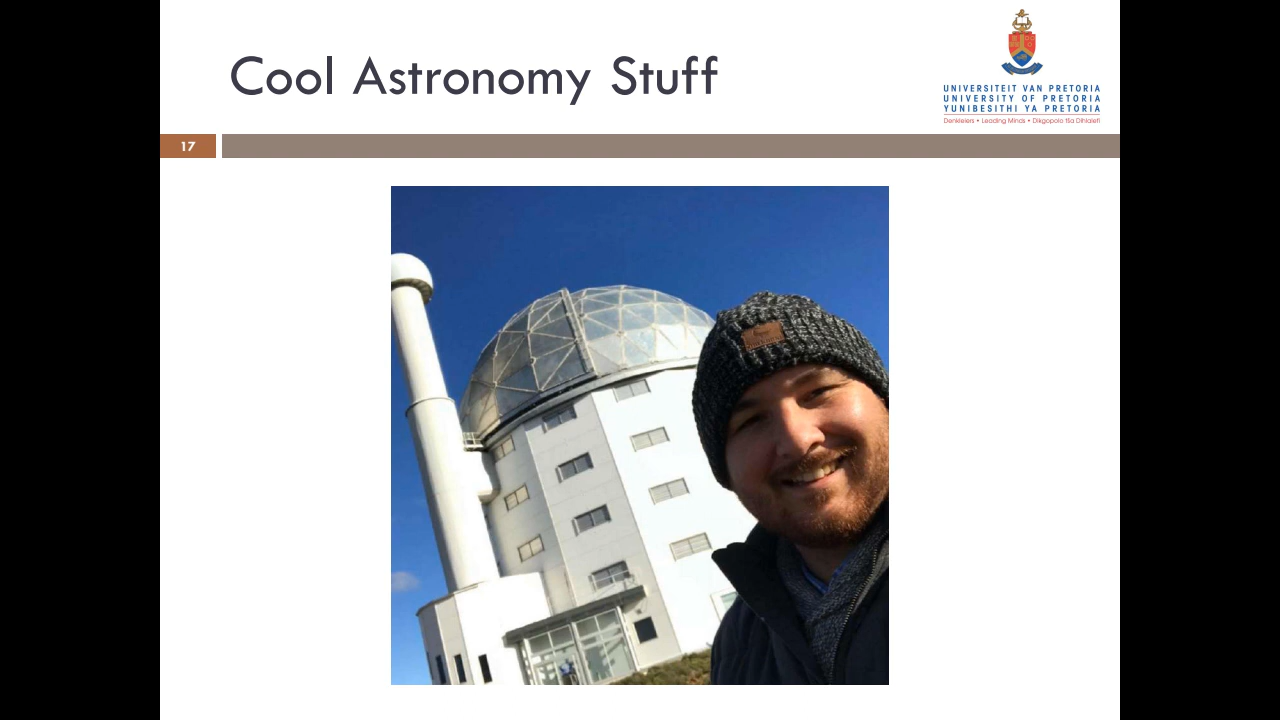 Cool Astronomy Stuff
UNIVERSITEIT VAN PRETORIA
UNIVERSITY OF PRETORIA
YUNIBESITHI YA PRETORIA
Denkleiers • Leading Minds • Dikgopolo tša Dihlalefi
17